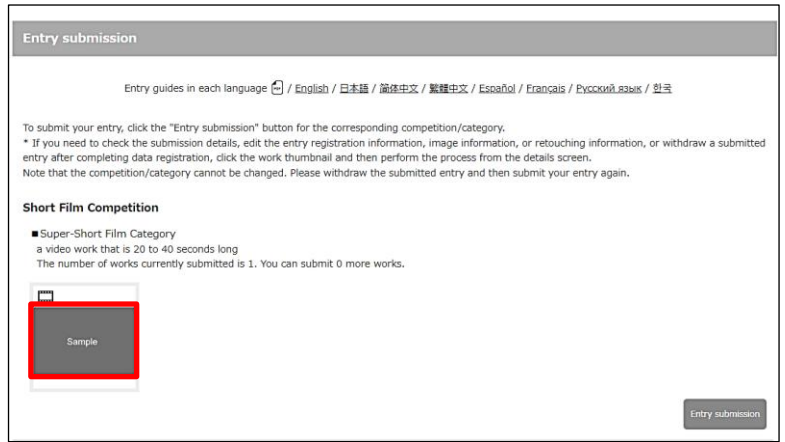 Entry submission
Entry guides in each language / English / 日本語 / 简体中文 / 繁體中文 / Español / Français / Русский язык / 한국
To submit your entry, click the "Entry submission" button for the corresponding competition/category.
* If you need to check the submission details, edit the entry registration information, image information, or retouching information, or withdraw a submitted
entry after completing data registration, click the work thumbnail and then perform the process from the details screen.
Note that the competition/category cannot be changed. Please withdraw the submitted entry and then submit your entry again.
Short Film Competition
■Super-Short Film Category
a video work that is 20 to 40 seconds long
The number of works currently submitted is 1. You can submit 0 more works.
Sample
Entry submission